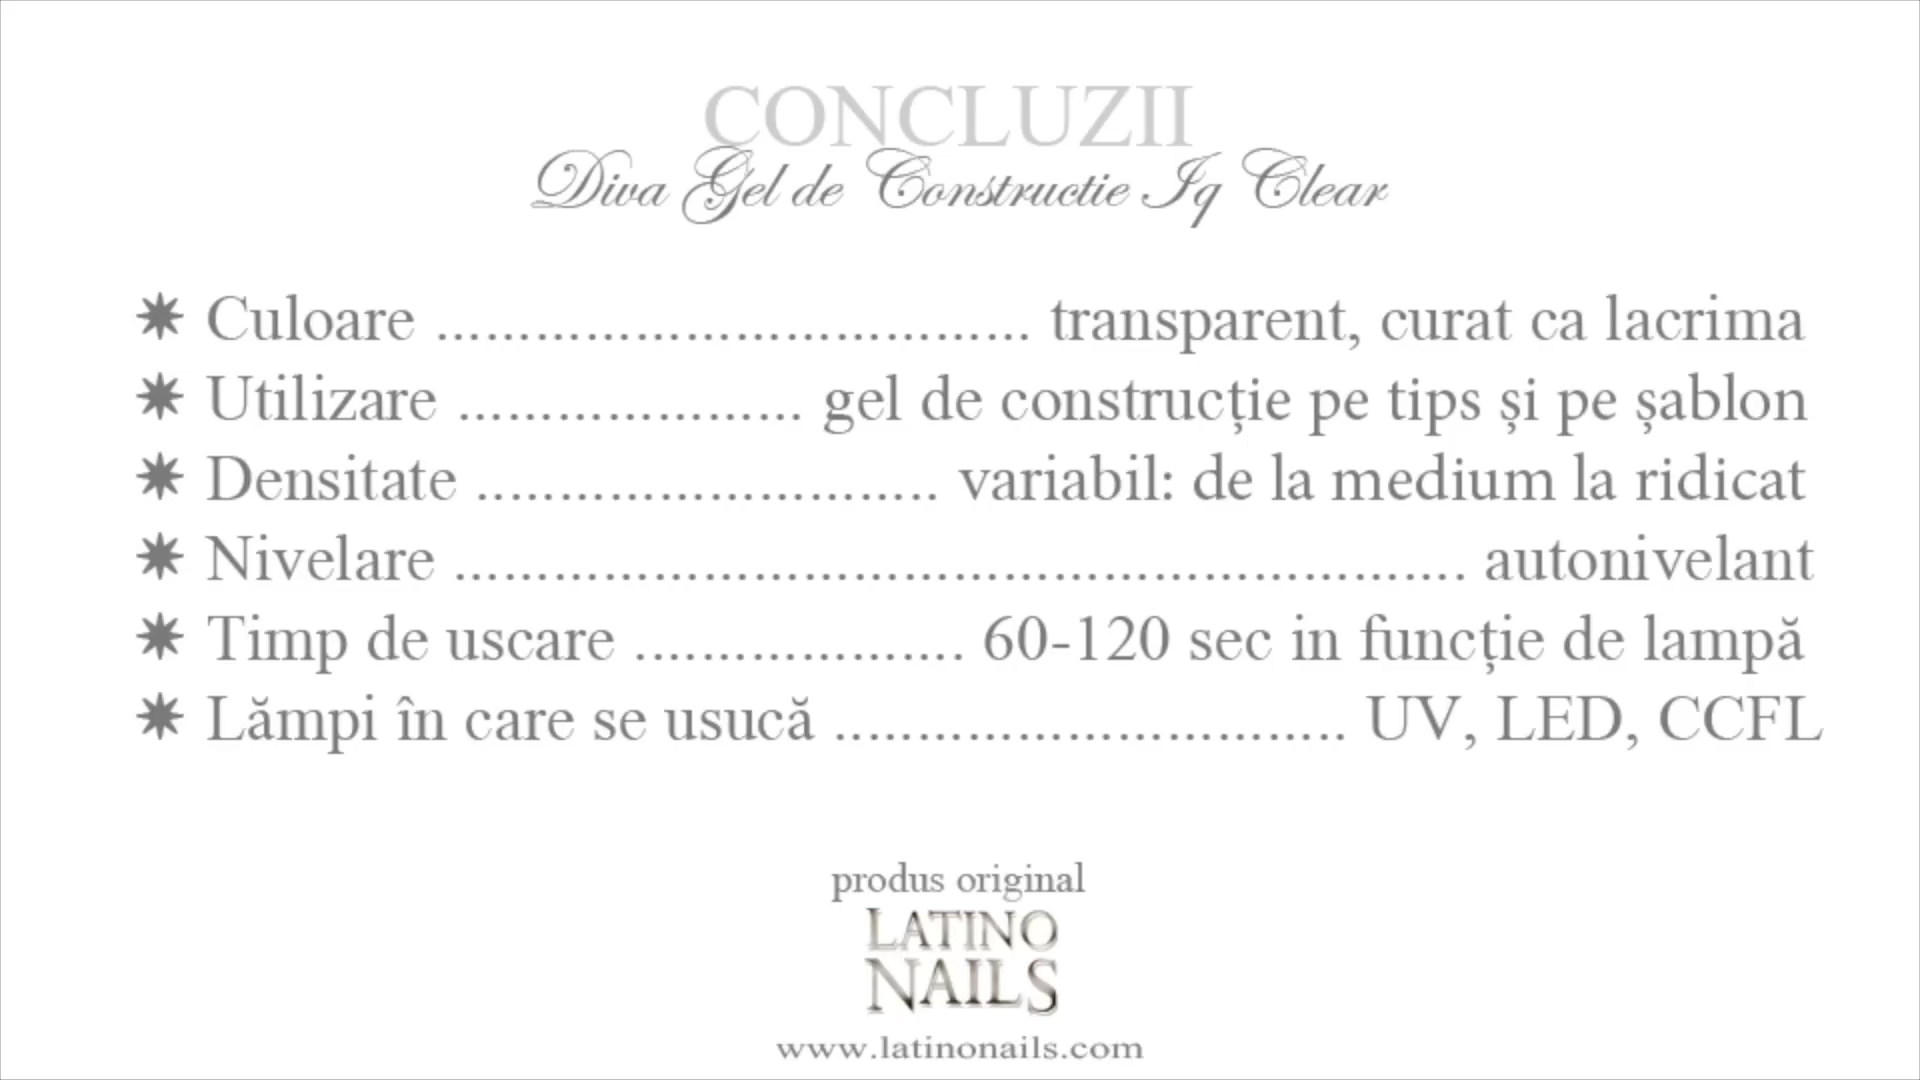 CONCLUZII
Diva Gel de Constructie Iq Clear
✷ Culoare .................................... transparent, curat ca lacrima
✷ Utilizare ..................... gel de construcție pe tips și pe șablon
✷ Densitate ............................ variabil: de la medium la ridicat
✷ Nivelare ............................................................. autonivelant
✷ Timp de uscare .................... 60-120 sec in funcție de lampă
✷ Lămpi în care se usucă ............................... UV, LED, CCFL
produs original
LATINO
NAILS
www.latinonails.com